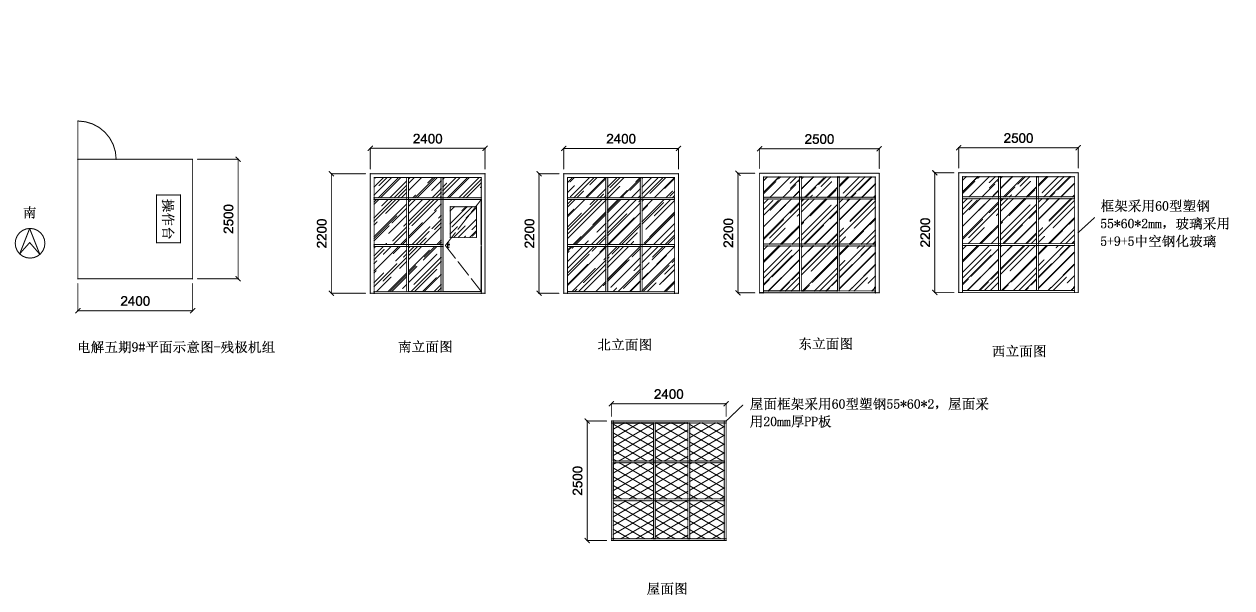 南
操作台
2500
2400
电解五期9#平面示意图-残极机组
2400
2200
南立面图
2400
2200
北立面图
2500
2200
东立面图
2500
2200
西立面图
框架采用60型塑钢
55*60*2mm，玻璃采用
5+9+5中空钢化玻璃
2400
2500
屋面框架采用60型塑钢55*60*2，屋面采
用20mm厚PP板
屋面图